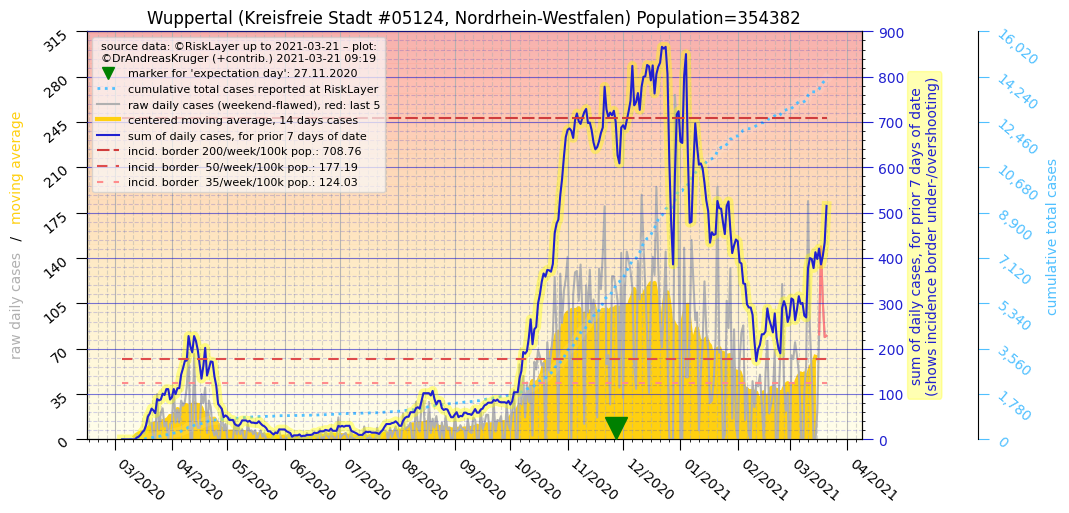 Wuppertal (Kreisfreie Stadt #05124, Nordrhein-Westfalen) Population=354382
source data: ©RiskLayer up to 2021-03-21 – plot:
©DrAndreasKruger (+contrib.) 2021-03-21 09:19
marker for 'expectation day': 27.11.2020
cumulative total cases reported at RiskLayer
raw daily cases (weekend-flawed), red: last 5
centered moving average, 14 days cases
sum of daily cases, for prior 7 days of date
incid. border 200/week/100k pop.: 708.76
incid. border  50/week/100k pop.: 177.19
incid. border  35/week/100k pop.: 124.03
raw daily cases / moving average
315
280
245
210
175
140
105
70
35
0
03/2020
04/2020
05/2020
06/2020
07/2020
08/2020
09/2020
10/2020
11/2020
12/2020
01/2021
02/2021
03/2021
04/2021
900
800
700
600
500
400
300
200
100
0
sum of daily cases, for prior 7 days of date
(shows incidence border under-/overshooting)
16,020
14,240
12,460
10,680
8,900
7,120
5,340
3,560
1,780
0
cumulative total cases